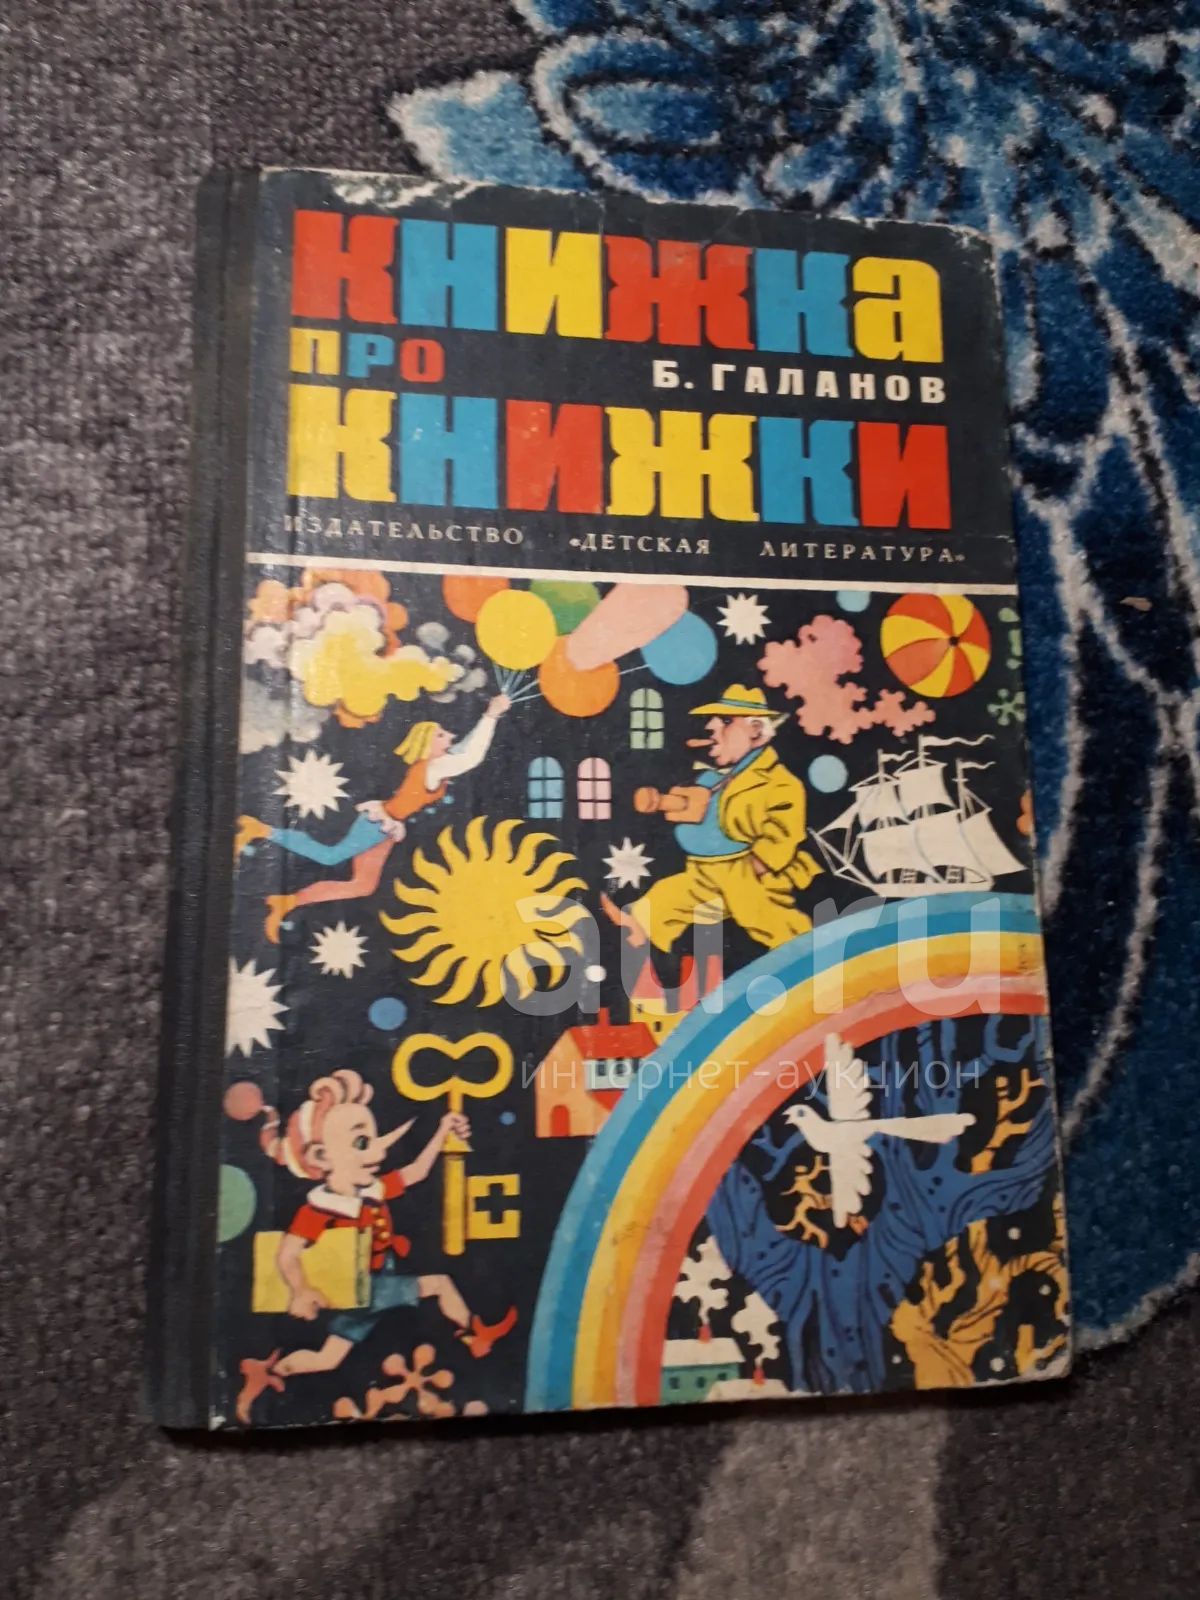 КНИЖКА
ПРО
Б. ГАЛАНОВ
КНИЖКИ
ИЗДАТЕЛЬСТВО «ДЕТСКАЯ ЛИТЕРАТУРА»
au.ru
интернет-аукцион